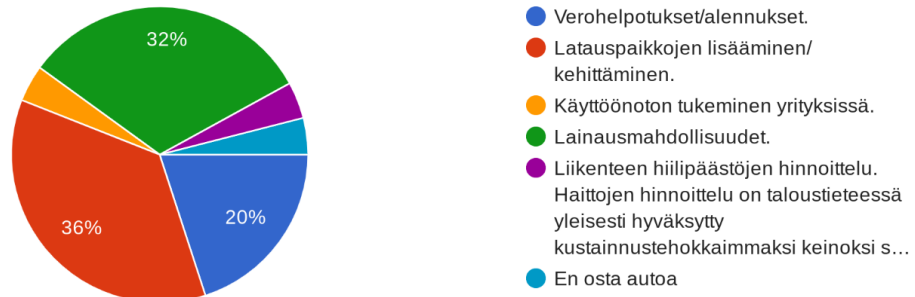 32%
36%
20%
Verohelpotukset/alennukset.
Latauspaikkojen lisääminen/
kehittäminen.
Käyttöönoton tukeminen yrityksissä.
Lainausmahdollisuudet.
Liikenteen hiilipäästöjen hinnoittelu.
Haittojen hinnoittelu on taloustieteessä
yleisesti hyväksytty
kustainnustehokkaimmaksi keinoksi s…
En osta autoa